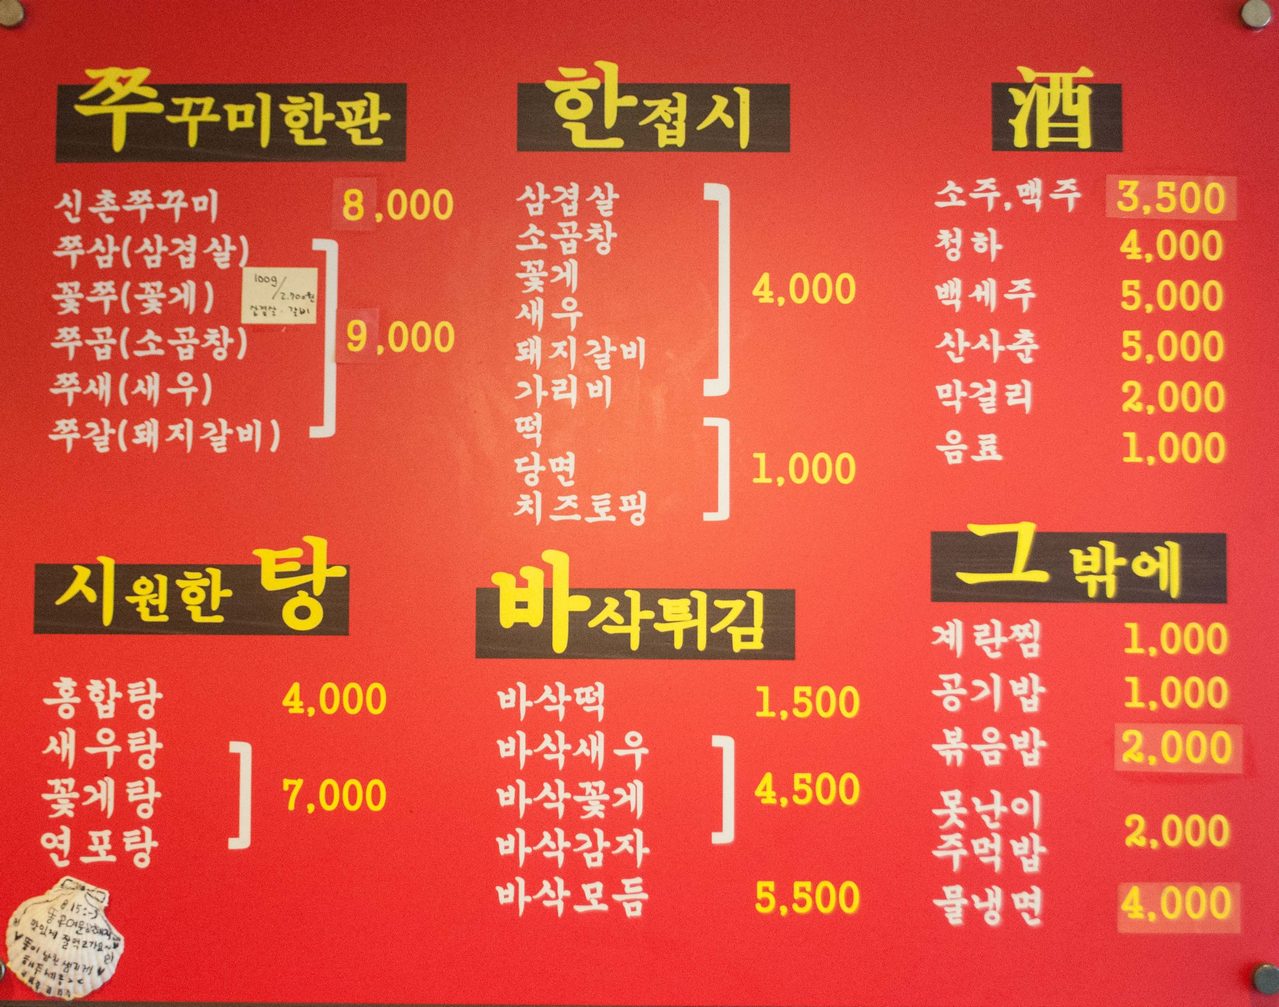 쭈꾸미한판
신촌쭈꾸미 8,000
쭈삼(삼겹살)
꽃쭈(꽃게)
쭈곱(소곱창) 9,000
쭈새(새우)
쭈갈(돼지갈비)
100g/2.700원
삼겹살·갈비
한접시
삼겹살
소곱창
꽃게 4,000
새우
돼지갈비
가리비
떡
당면 1,000
치즈토핑
酒
소주,맥주 3,500
청하 4,000
백세주 5,000
산사춘 5,000
막걸리 2,000
음료 1,000
시원한 탕
홍합탕 4,000
새우탕
꽃게탕 7,000
연포탕
바삭튀김
바삭떡 1,500
바삭새우
바삭꽃게 4,500
바삭감자
바삭모듬 5,500
그 밖에
계란찜 1,000
공기밥 1,000
볶음밥 2,000
못난이
주먹밥 2,000
물냉면 4,000
맛있게 잘먹고가요~